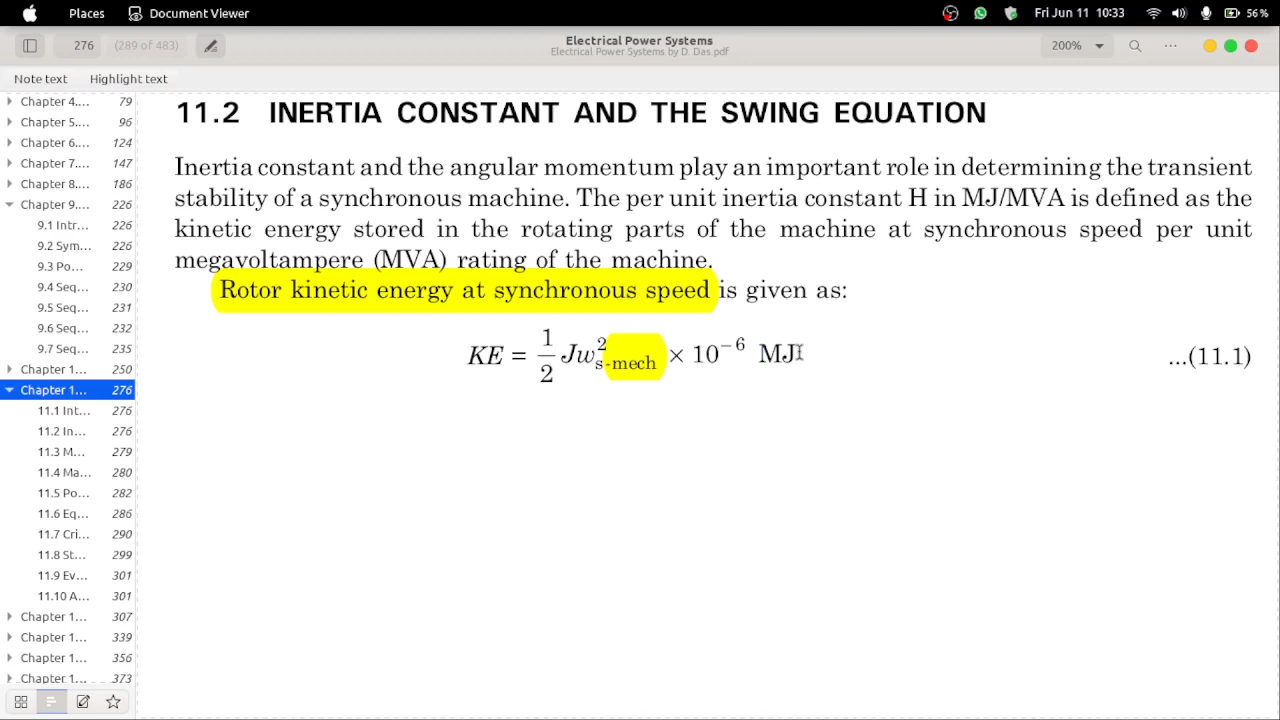 Places Document Viewer Fri Jun 11 10:33 56 %
276 (289 of 483) Electrical Power Systems 200%
Electrical Power Systems by D. Das.pdf
Note text Highlight text
Chapter 4.... 79
Chapter 5.... 95
Chapter 6.... 124
Chapter 7.... 147
Chapter 8.... 186
Chapter 9.... 226
9.1 Intr... 226
9.2 Sym... 226
9.3 Po... 229
9.4 Seq... 230
9.5 Seq... 231
9.6 Seq... 232
9.7 Seq... 235
Chapter 1... 250
Chapter 1... 276
11.1 Int... 276
11.2 In... 276
11.3 M... 279
11.4 Ma... 280
11.5 Po... 282
11.6 Eq... 286
11.7 Cri... 290
11.8 St... 299
11.9 Ev... 301
11.10 A... 301
Chapter 1... 307
Chapter 1... 339
Chapter 1... 356
Chapter 1... 373
11.2 INERTIA CONSTANT AND THE SWING EQUATION
Inertia constant and the angular momentum play an important role in determining the transient
stability of a synchronous machine. The per unit inertia constant H in MJ/MVA is defined as the
kinetic energy stored in the rotating parts of the machine at synchronous speed per unit
megavoltampere (MVA) rating of the machine.
Rotor kinetic energy at synchronous speed is given as:
KE = 1/2 Jw²s-mech × 10⁻⁶ MJ ...(11.1)